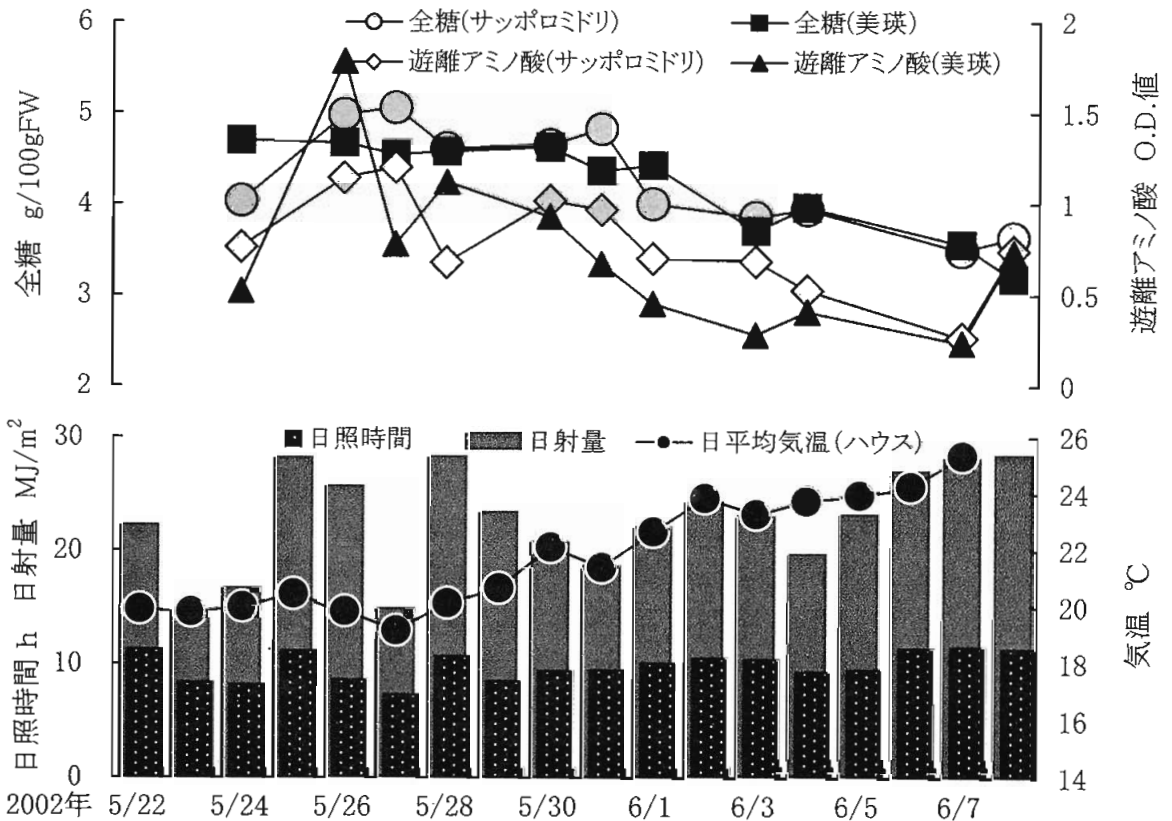 全糖(サッポロミドリ) 全糖(美瑛)
遊離アミノ酸(サッポロミドリ) 遊離アミノ酸(美瑛)
全糖 g/100gFW
6
5
4
3
2
遊離アミノ酸 O.D.値
2
1.5
1
0.5
0
日照時間 日射量 日平均気温(ハウス)
日照時間 h 日射量 MJ/m²
30
20
10
0
気温 ℃
26
24
22
20
18
16
14
2002年 5/22 5/24 5/26 5/28 5/30 6/1 6/3 6/5 6/7